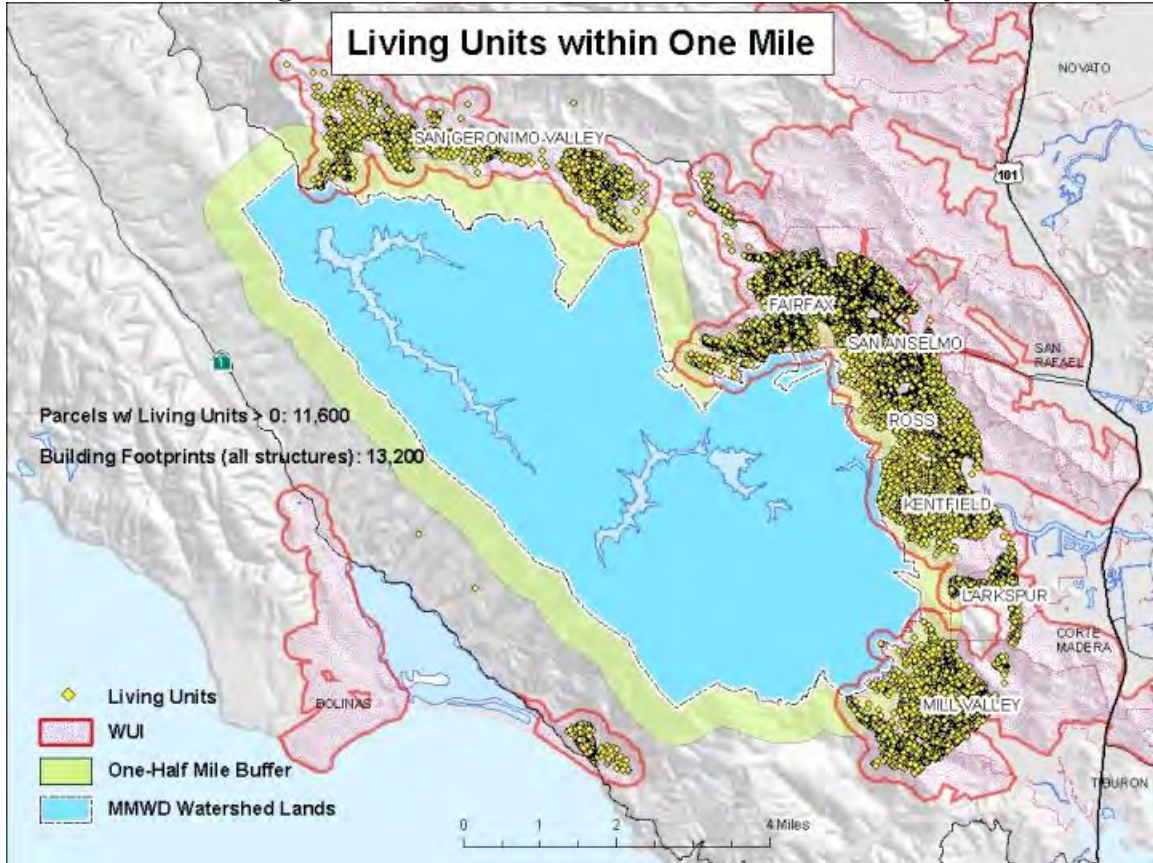 Living Units within One Mile
NOVATO
SAN GERONIMO VALLEY
101
FAIRFAX
SAN ANSELMO
SAN RAFAEL
1
Parcels w/ Living Units > 0: 11,600
ROSS
Building Footprints (all structures): 13,200
KENTFIELD
LARKSPUR
CORTE MADERA
Living Units
BOLINAS
MILL VALLEY
WUI
One-Half Mile Buffer
TIBURON
MMWD Watershed Lands
0 1 2 4 Miles